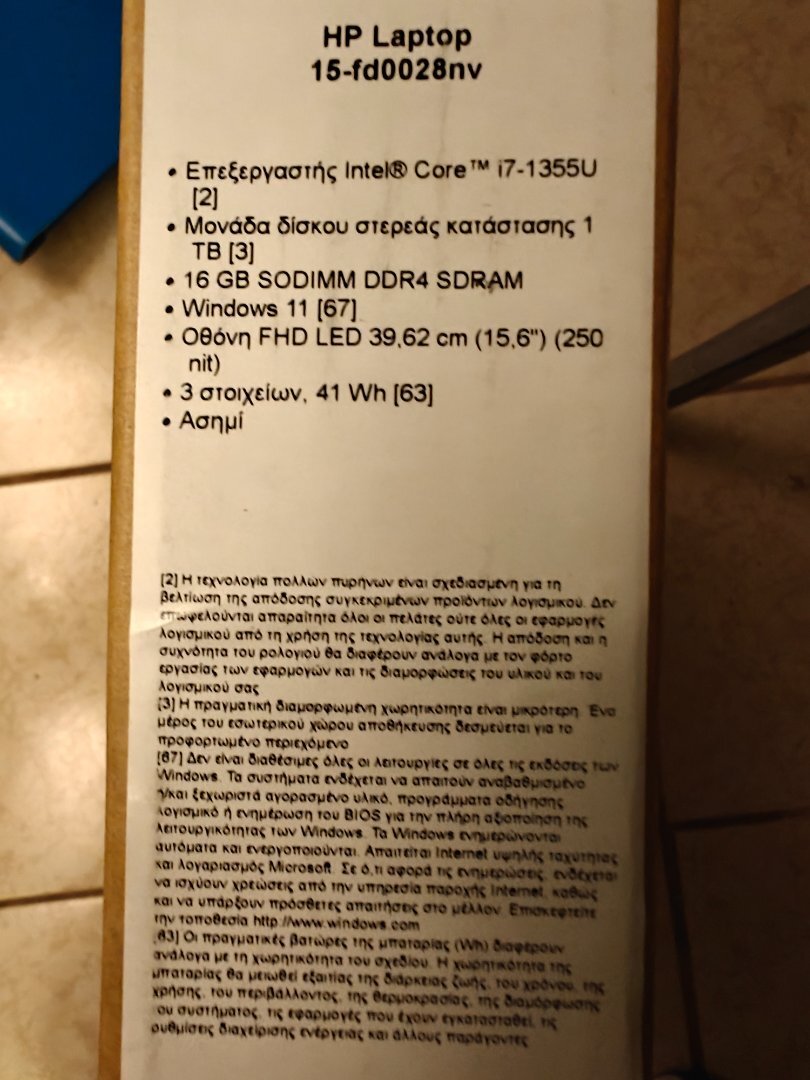 HP Laptop
15-fd0028nv
• Επεξεργαστής Intel® Core™ i7-1355U
[2]
• Μονάδα δίσκου στερεάς κατάστασης 1
TB [3]
• 16 GB SODIMM DDR4 SDRAM
• Windows 11 [67]
• Οθόνη FHD LED 39,62 cm (15,6") (250
nit)
• 3 στοιχείων, 41 Wh [63]
• Ασημί
[2] Η τεχνολογία πολλών πυρήνων είναι σχεδιασμένη για τη
βελτίωση της απόδοσης συγκεκριμένων προϊόντων λογισμικού. Δεν
επωφελούνται απαραίτητα όλοι οι πελάτες ούτε όλες οι εφαρμογές
λογισμικού από τη χρήση της τεχνολογίας αυτής. Η απόδοση και η
συχνότητα του ρολογιού θα διαφέρουν ανάλογα με τον φόρτο
εργασίας των εφαρμογών και τις διαμορφώσεις του υλικού και του
λογισμικού σας
[3] Η πραγματική διαμορφωμένη χωρητικότητα είναι μικρότερη. Ένα
μέρος του εσωτερικού χώρου αποθήκευσης δεσμεύεται για το
προφορτωμένο περιεχόμενο
[67] Δεν είναι διαθέσιμες όλες οι λειτουργίες σε όλες τις εκδόσεις των
Windows. Τα συστήματα ενδέχεται να απαιτούν αναβαθμισμένο
ή/και ξεχωριστά αγορασμένο υλικό, προγράμματα οδήγησης,
λογισμικό ή ενημέρωση του BIOS για την πλήρη αξιοποίηση της
λειτουργικότητας των Windows. Τα Windows ενημερώνονται
αυτόματα και ενεργοποιούνται. Απαιτείται Internet υψηλής ταχύτητας
και λογαριασμός Microsoft. Σε ό,τι αφορά τις ενημερώσεις, ενδέχεται
να ισχύουν χρεώσεις από την υπηρεσία παροχής Internet, καθώς
και να υπάρξουν πρόσθετες απαιτήσεις στο μέλλον. Επισκεφτείτε
την τοποθεσία http://www.windows.com
[63] Οι πραγματικές βατώρες της μπαταρίας (Wh) διαφέρουν
ανάλογα με τη χωρητικότητα του σχεδίου. Η χωρητικότητα της
μπαταρίας θα μειωθεί εξαιτίας της διάρκειας ζωής, του χρόνου, της
χρήσης, του περιβάλλοντος, της θερμοκρασίας, της διαμόρφωσης
του συστήματος, τις εφαρμογές που έχουν εγκατασταθεί, τις
ρυθμίσεις διαχείρισης ενέργειας και άλλους παράγοντες